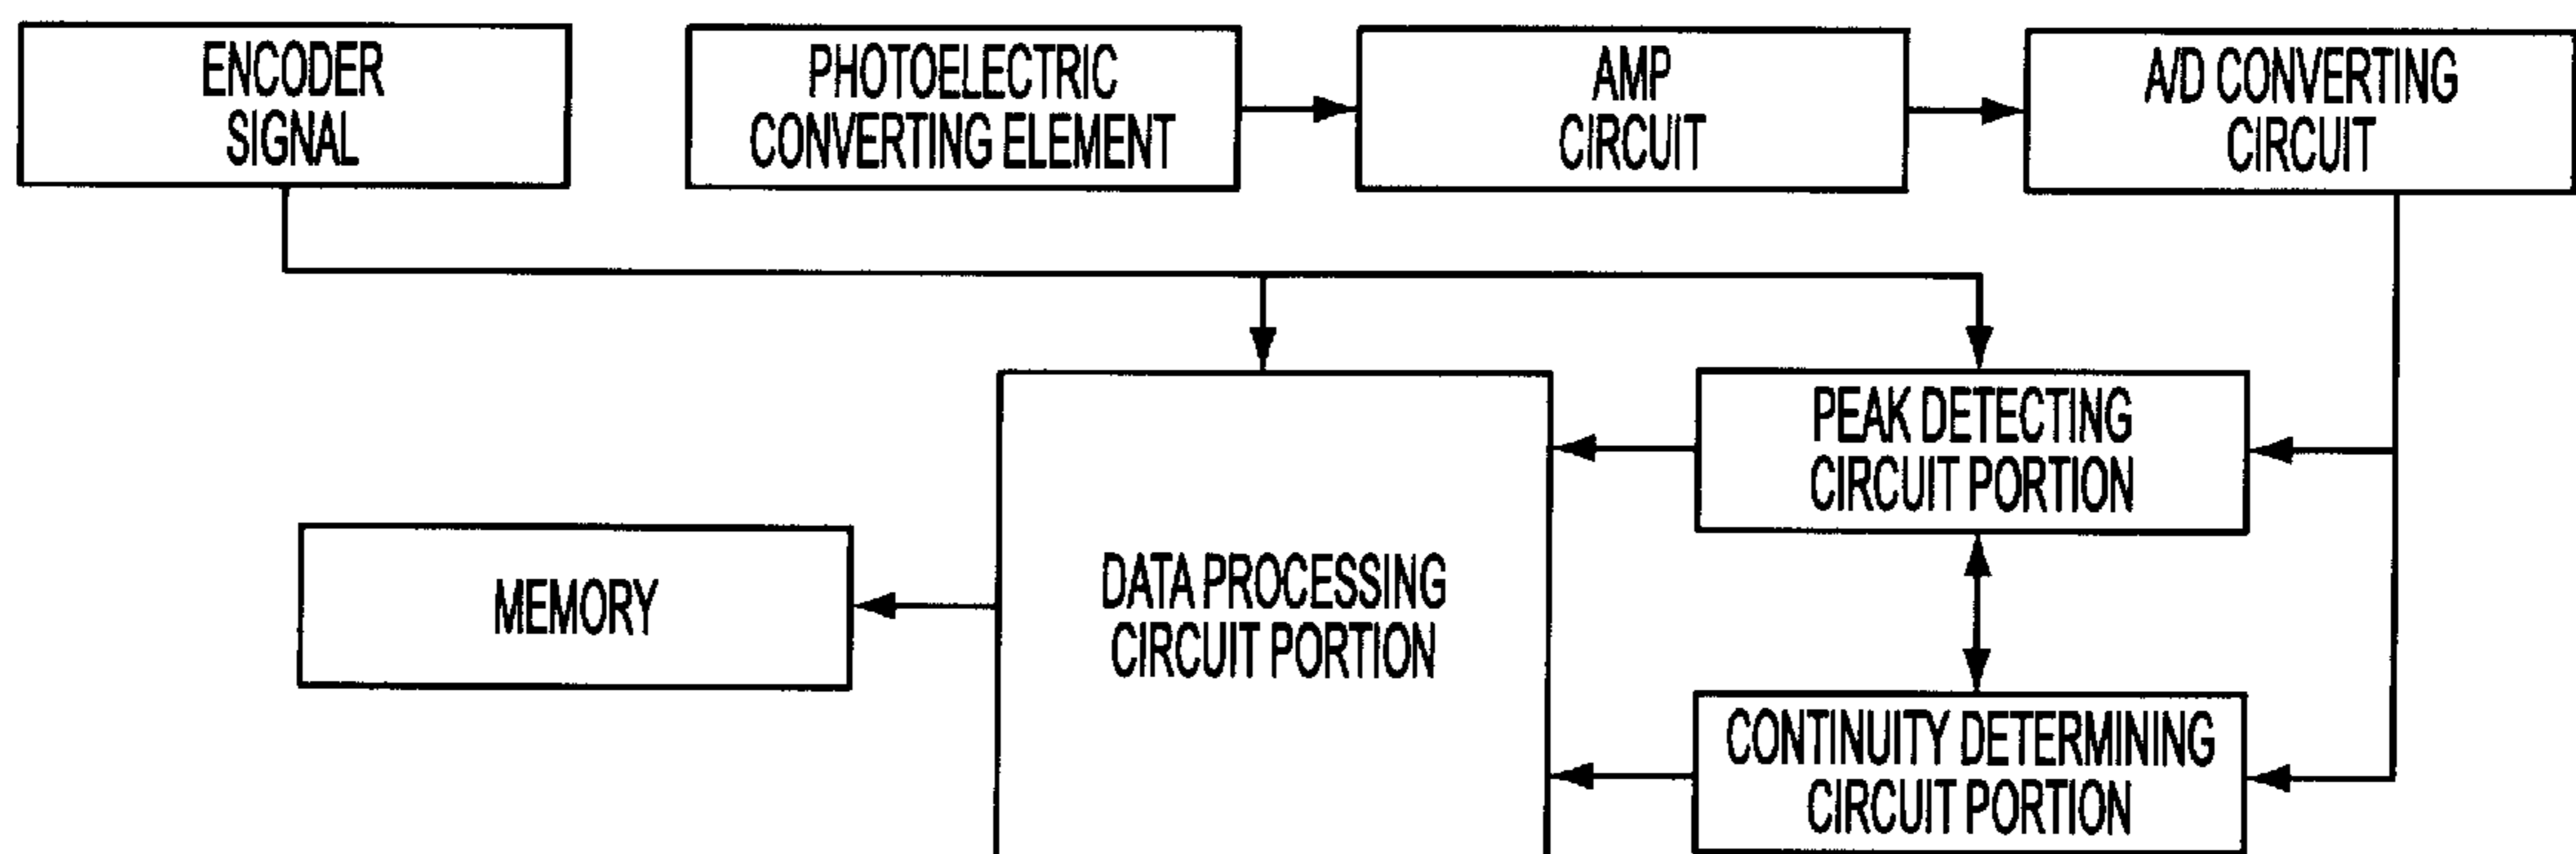 ENCODER
SIGNAL
PHOTOELECTRIC
CONVERTING ELEMENT
AMP
CIRCUIT
A/D CONVERTING
CIRCUIT
PEAK DETECTING
CIRCUIT PORTION
MEMORY
DATA PROCESSING
CIRCUIT PORTION
CONTINUITY DETERMINING
CIRCUIT PORTION